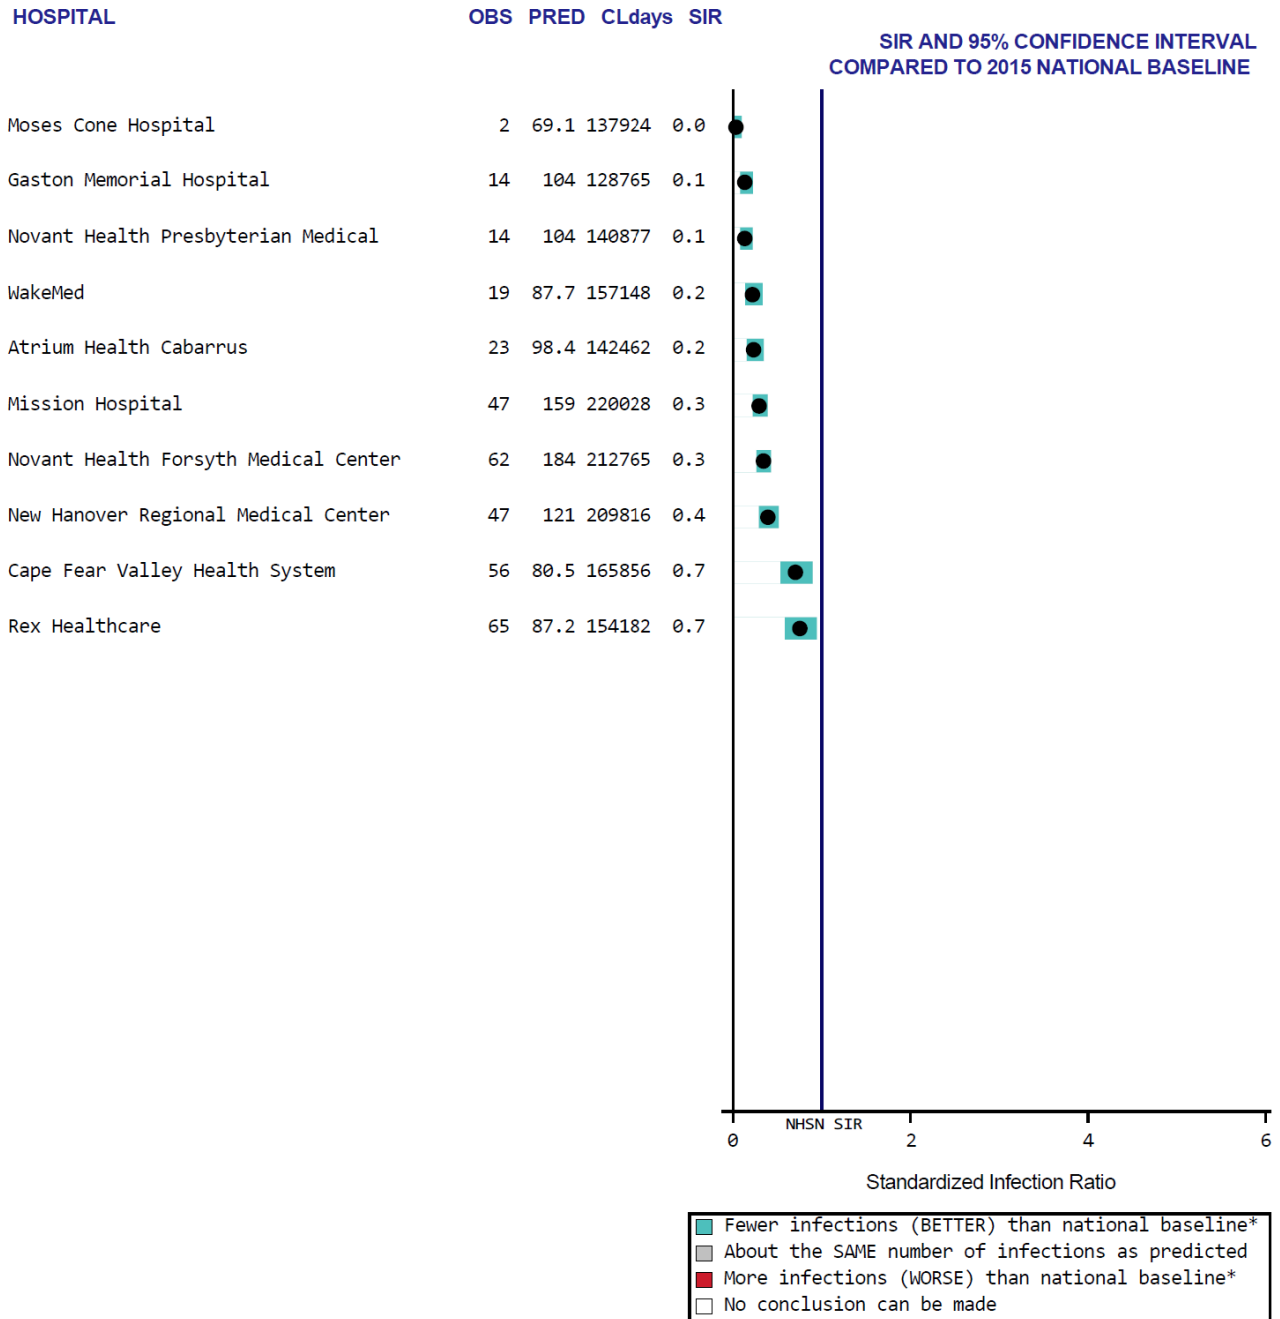 HOSPITAL OBS PRED CLdays SIR
SIR AND 95% CONFIDENCE INTERVAL
COMPARED TO 2015 NATIONAL BASELINE
Moses Cone Hospital 2 69.1 137924 0.0
Gaston Memorial Hospital 14 104 128765 0.1
Novant Health Presbyterian Medical 14 104 140877 0.1
WakeMed 19 87.7 157148 0.2
Atrium Health Cabarrus 23 98.4 142462 0.2
Mission Hospital 47 159 220028 0.3
Novant Health Forsyth Medical Center 62 184 212765 0.3
New Hanover Regional Medical Center 47 121 209816 0.4
Cape Fear Valley Health System 56 80.5 165856 0.7
Rex Healthcare 65 87.2 154182 0.7
NHSN SIR
0 2 4 6
Standardized Infection Ratio
Fewer infections (BETTER) than national baseline*
About the SAME number of infections as predicted
More infections (WORSE) than national baseline*
No conclusion can be made